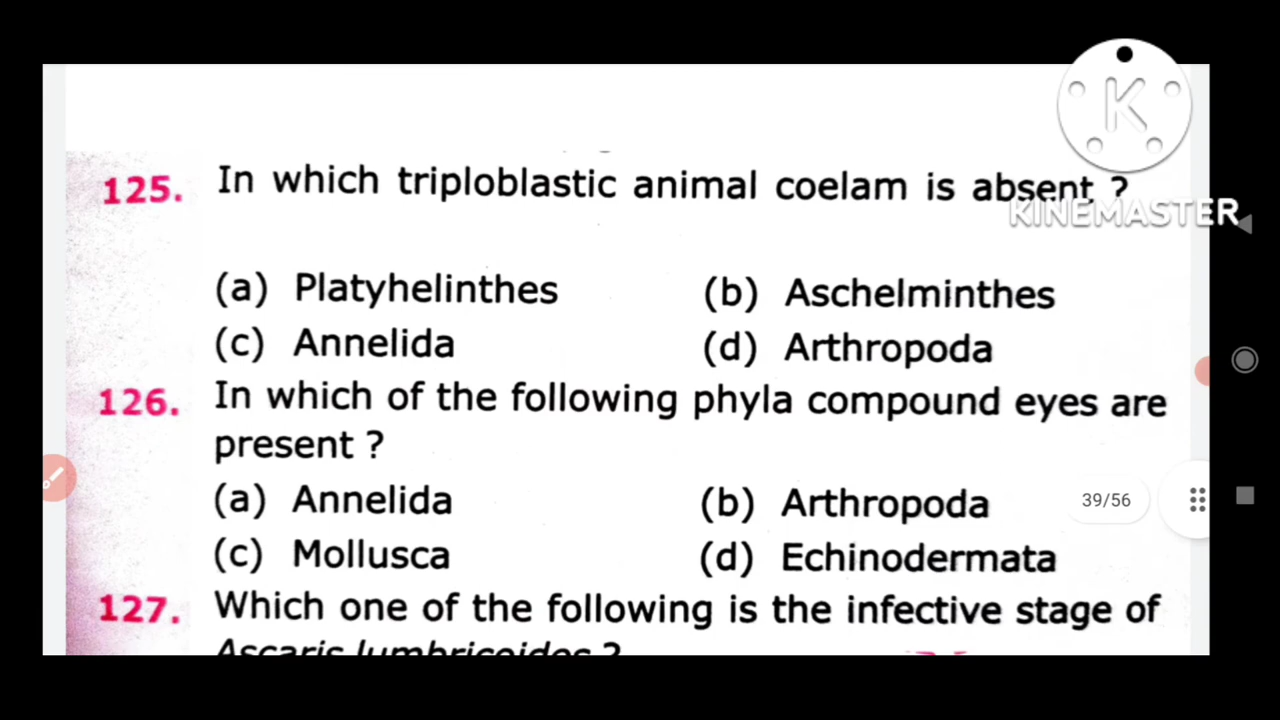 KINEMASTER
125. In which triploblastic animal coelam is absent ?
(a) Platyhelinthes (b) Aschelminthes
(c) Annelida (d) Arthropoda
126. In which of the following phyla compound eyes are
present ?
(a) Annelida (b) Arthropoda
39/56
(c) Mollusca (d) Echinodermata
127. Which one of the following is the infective stage of
Ascaris lumbricoides ?